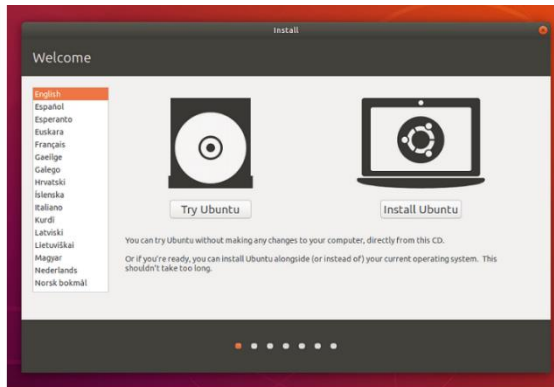 Install
Welcome
English
Español
Esperanto
Euskara
Français
Gaeilge
Galego
Hrvatski
Íslenska
Italiano
Kurdî
Latviski
Lietuviškai
Magyar
Nederlands
Norsk bokmål
Try Ubuntu
Install Ubuntu
You can try Ubuntu without making any changes to your computer, directly from this CD.
Or if you're ready, you can install Ubuntu alongside (or instead of) your current operating system. This
shouldn't take too long.